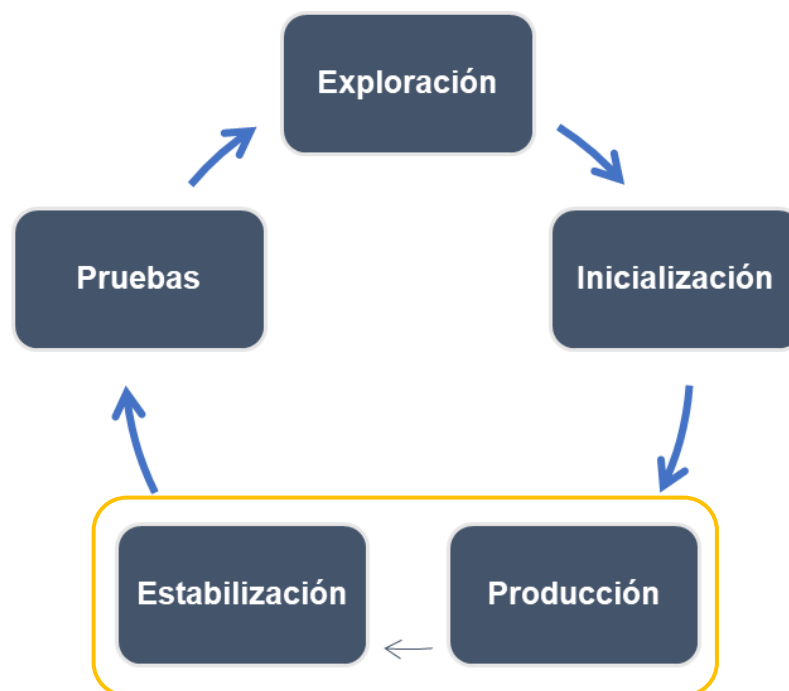 Exploración
Pruebas
Inicialización
Estabilización
Producción